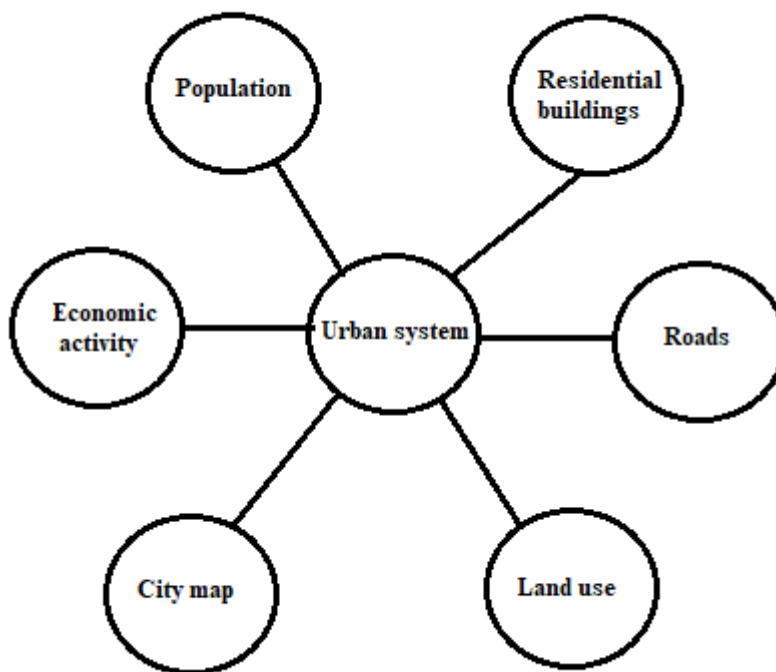 Population
Residential
buildings
Economic
activity
Urban system
Roads
City map
Land use